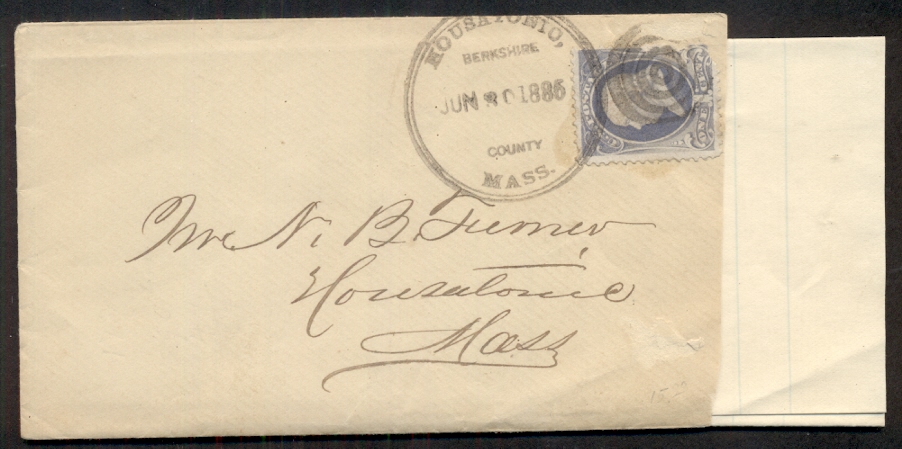 HOUSATONIC,
BERKSHIRE
JUN 30 1886
COUNTY
MASS.
Mr. N. B. Turner
Housatonic
Mass